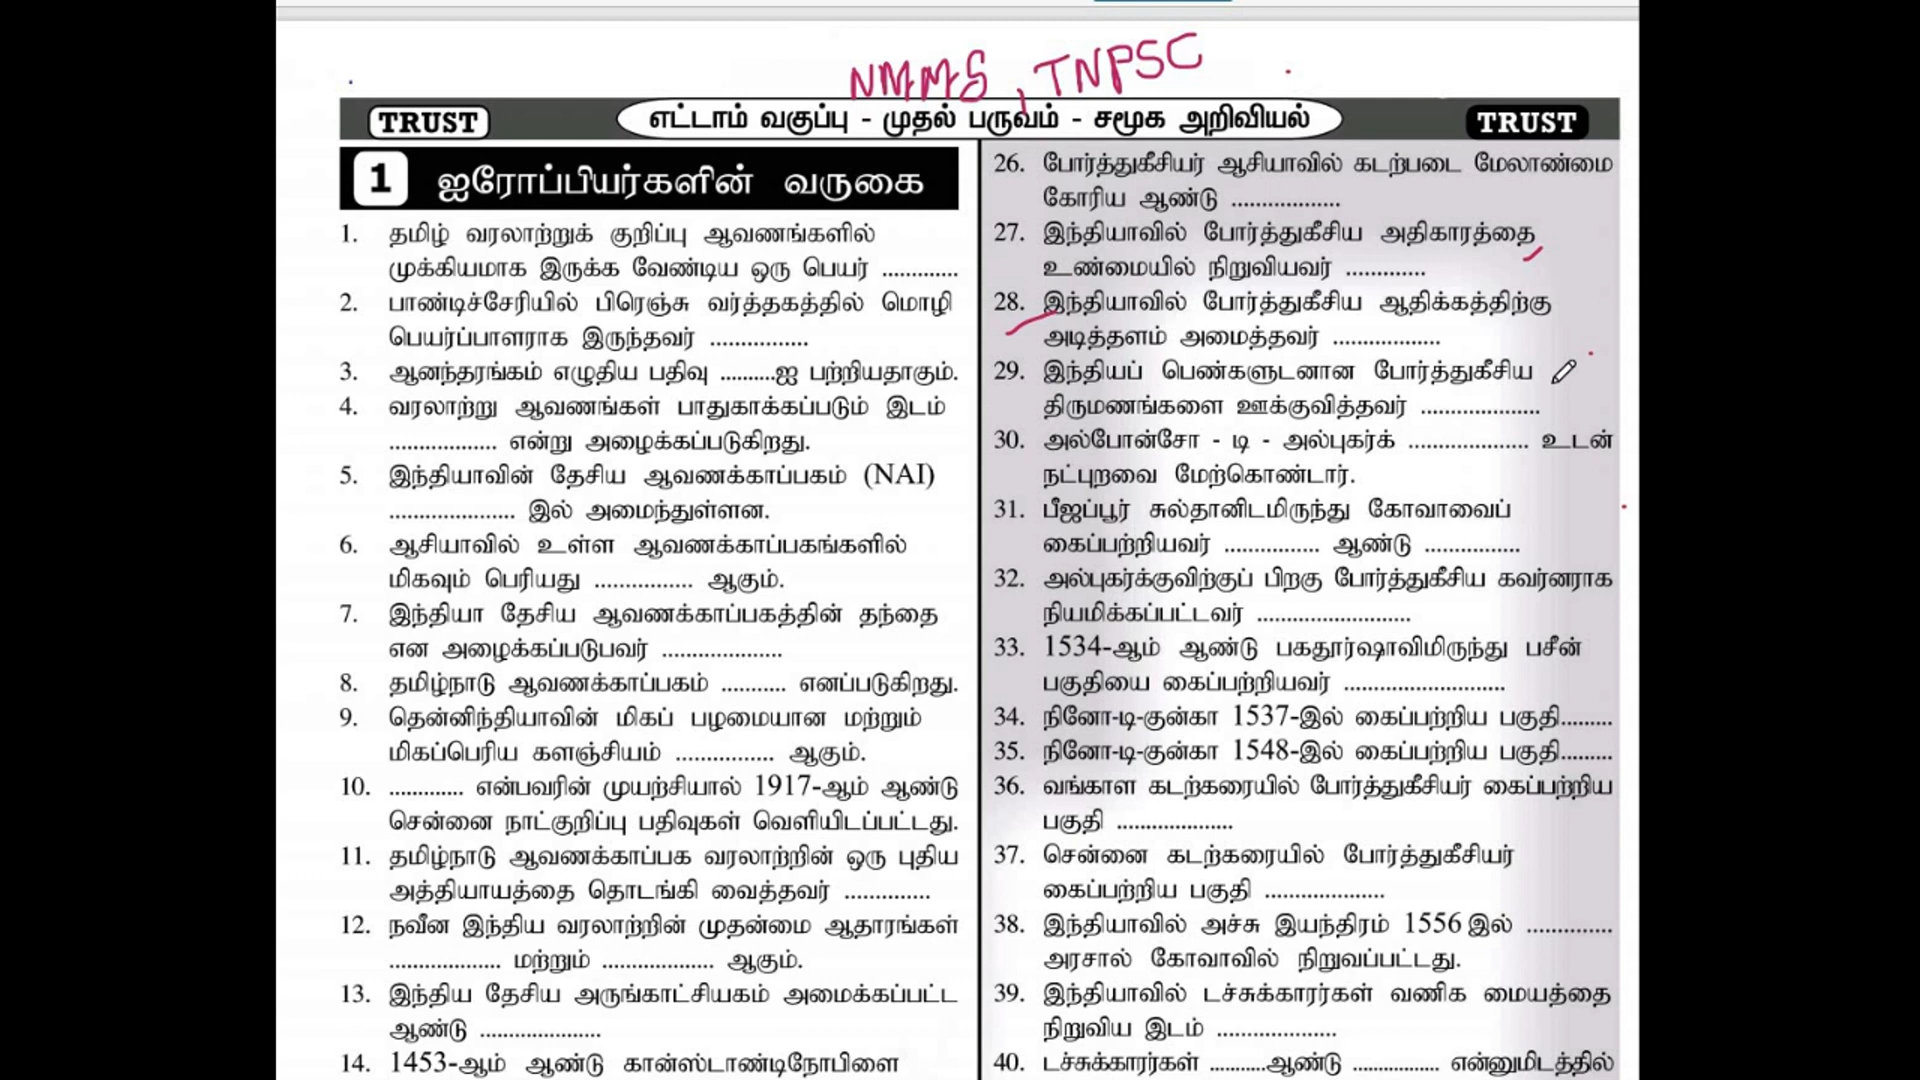 NMMS, TNPSC
TRUST
எட்டாம் வகுப்பு - முதல் பருவம் - சமூக அறிவியல்
TRUST
1 ஐரோப்பியர்களின் வருகை
1. தமிழ் வரலாற்றுக் குறிப்பு ஆவணங்களில்
முக்கியமாக இருக்க வேண்டிய ஒரு பெயர் .............
2. பாண்டிச்சேரியில் பிரெஞ்சு வர்த்தகத்தில் மொழி
பெயர்ப்பாளராக இருந்தவர் ................
3. ஆனந்தரங்கம் எழுதிய பதிவு .........ஐ பற்றியதாகும்.
4. வரலாற்று ஆவணங்கள் பாதுகாக்கப்படும் இடம்
.................. என்று அழைக்கப்படுகிறது.
5. இந்தியாவின் தேசிய ஆவணக்காப்பகம் (NAI)
..................... இல் அமைந்துள்ளன.
6. ஆசியாவில் உள்ள ஆவணக்காப்பகங்களில்
மிகவும் பெரியது ................ ஆகும்.
7. இந்தியா தேசிய ஆவணக்காப்பகத்தின் தந்தை
என அழைக்கப்படுபவர் ....................
8. தமிழ்நாடு ஆவணக்காப்பகம் ........... எனப்படுகிறது.
9. தென்னிந்தியாவின் மிகப் பழமையான மற்றும்
மிகப்பெரிய களஞ்சியம் ................ ஆகும்.
10. ............ என்பவரின் முயற்சியால் 1917-ஆம் ஆண்டு
சென்னை நாட்குறிப்பு பதிவுகள் வெளியிடப்பட்டது.
11. தமிழ்நாடு ஆவணக்காப்பக வரலாற்றின் ஒரு புதிய
அத்தியாயத்தை தொடங்கி வைத்தவர் ..............
12. நவீன இந்திய வரலாற்றின் முதன்மை ஆதாரங்கள்
................... மற்றும் ................... ஆகும்.
13. இந்திய தேசிய அருங்காட்சியகம் அமைக்கப்பட்ட
ஆண்டு ....................
14. 1453-ஆம் ஆண்டு கான்ஸ்டாண்டிநோபிளை
26. போர்த்துகீசியர் ஆசியாவில் கடற்படை மேலாண்மை
கோரிய ஆண்டு ..................
27. இந்தியாவில் போர்த்துகீசிய அதிகாரத்தை
உண்மையில் நிறுவியவர் .............
28. இந்தியாவில் போர்த்துகீசிய ஆதிக்கத்திற்கு
அடித்தளம் அமைத்தவர் ..................
29. இந்தியப் பெண்களுடனான போர்த்துகீசிய
திருமணங்களை ஊக்குவித்தவர் ....................
30. அல்போன்சோ - டி - அல்புகர்க் .................... உடன்
நட்புறவை மேற்கொண்டார்.
31. பீஜப்பூர் சுல்தானிடமிருந்து கோவாவைப்
கைப்பற்றியவர் ................ ஆண்டு ................
32. அல்புகர்க்குவிற்குப் பிறகு போர்த்துகீசிய கவர்னராக
நியமிக்கப்பட்டவர் ..........................
33. 1534-ஆம் ஆண்டு பகதூர்ஷாவிமிருந்து பசீன்
பகுதியை கைப்பற்றியவர் ...........................
34. நினோ-டி-குன்கா 1537-இல் கைப்பற்றிய பகுதி.........
35. நினோ-டி-குன்கா 1548-இல் கைப்பற்றிய பகுதி.........
36. வங்காள கடற்கரையில் போர்த்துகீசியர் கைப்பற்றிய
பகுதி ....................
37. சென்னை கடற்கரையில் போர்த்துகீசியர்
கைப்பற்றிய பகுதி ....................
38. இந்தியாவில் அச்சு இயந்திரம் 1556 இல் ..............
அரசால் கோவாவில் நிறுவப்பட்டது.
39. இந்தியாவில் டச்சுக்காரர்கள் வணிக மையத்தை
நிறுவிய இடம் ....................
40. டச்சுக்காரர்கள் ..........ஆண்டு ............... என்னுமிடத்தில்